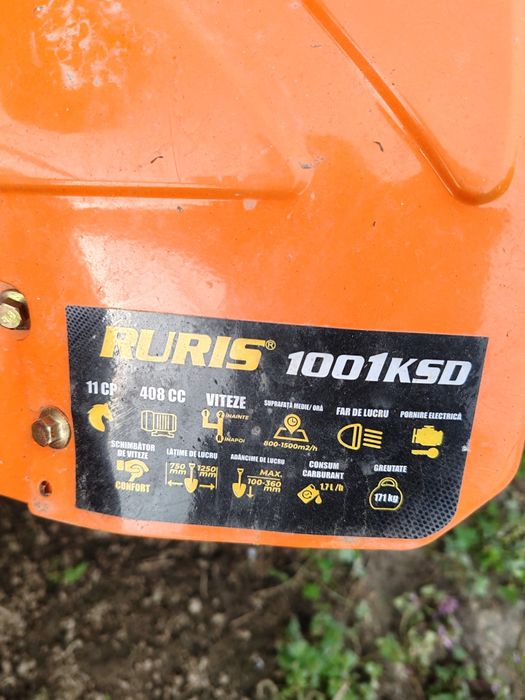 RURIS® 1001KSD
11 CP
408 CC
VITEZE
ÎNAINTE
ÎNAPOI
SUPRAFAȚĂ MEDIE/ ORĂ
800-1500m2/h
FAR DE LUCRU
PORNIRE ELECTRICĂ
SCHIMBĂTOR
DE VITEZE
CONFORT
LĂȚIME DE LUCRU
750 mm
1250 mm
ADÂNCIME DE LUCRU
MAX.
100-360
mm
CONSUM
CARBURANT
1.7L/h
GREUTATE
171 kg